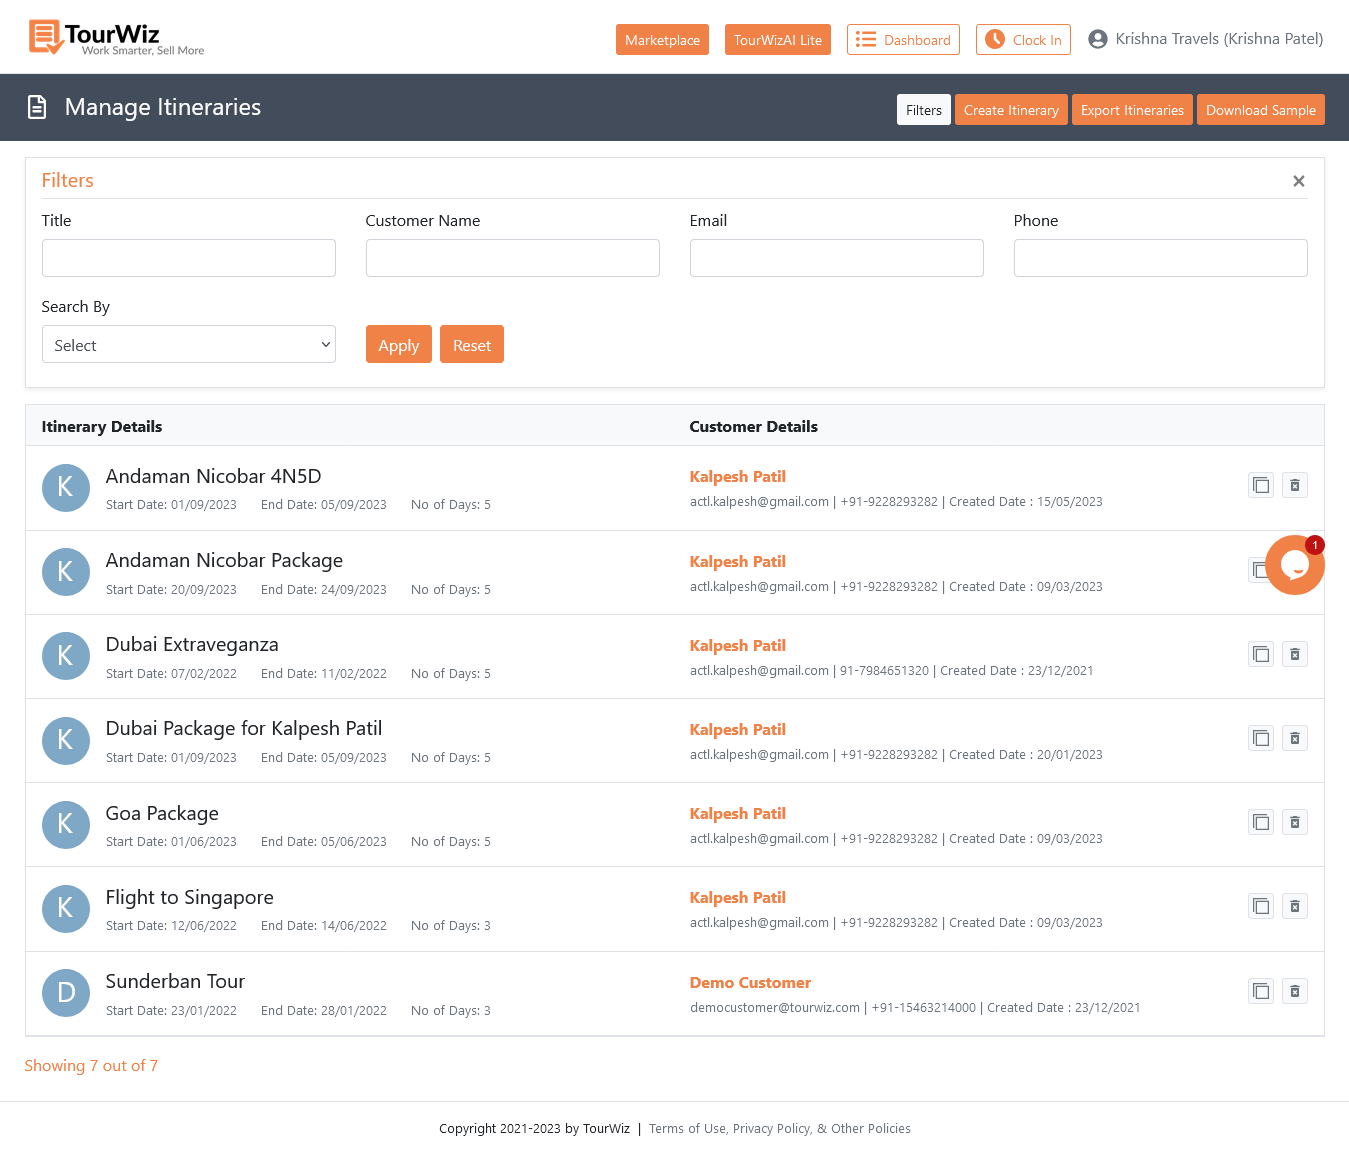 TourWiz
Work Smarter, Sell More
Marketplace
TourWizAI Lite
Dashboard
Clock In
Krishna Travels (Krishna Patel)
Manage Itineraries
Filters
Create Itinerary
Export Itineraries
Download Sample
Filters
×
Title
Customer Name
Email
Phone
Search By
Select
Apply
Reset
Itinerary Details
Customer Details
K
Andaman Nicobar 4N5D
Start Date: 01/09/2023 End Date: 05/09/2023 No of Days: 5
Kalpesh Patil
actl.kalpesh@gmail.com | +91-9228293282 | Created Date : 15/05/2023
K
Andaman Nicobar Package
Start Date: 20/09/2023 End Date: 24/09/2023 No of Days: 5
Kalpesh Patil
actl.kalpesh@gmail.com | +91-9228293282 | Created Date : 09/03/2023
1
K
Dubai Extraveganza
Start Date: 07/02/2022 End Date: 11/02/2022 No of Days: 5
Kalpesh Patil
actl.kalpesh@gmail.com | 91-7984651320 | Created Date : 23/12/2021
K
Dubai Package for Kalpesh Patil
Start Date: 01/09/2023 End Date: 05/09/2023 No of Days: 5
Kalpesh Patil
actl.kalpesh@gmail.com | +91-9228293282 | Created Date : 20/01/2023
K
Goa Package
Start Date: 01/06/2023 End Date: 05/06/2023 No of Days: 5
Kalpesh Patil
actl.kalpesh@gmail.com | +91-9228293282 | Created Date : 09/03/2023
K
Flight to Singapore
Start Date: 12/06/2022 End Date: 14/06/2022 No of Days: 3
Kalpesh Patil
actl.kalpesh@gmail.com | +91-9228293282 | Created Date : 09/03/2023
D
Sunderban Tour
Start Date: 23/01/2022 End Date: 28/01/2022 No of Days: 3
Demo Customer
democustomer@tourwiz.com | +91-15463214000 | Created Date : 23/12/2021
Showing 7 out of 7
Copyright 2021-2023 by TourWiz | Terms of Use, Privacy Policy, & Other Policies